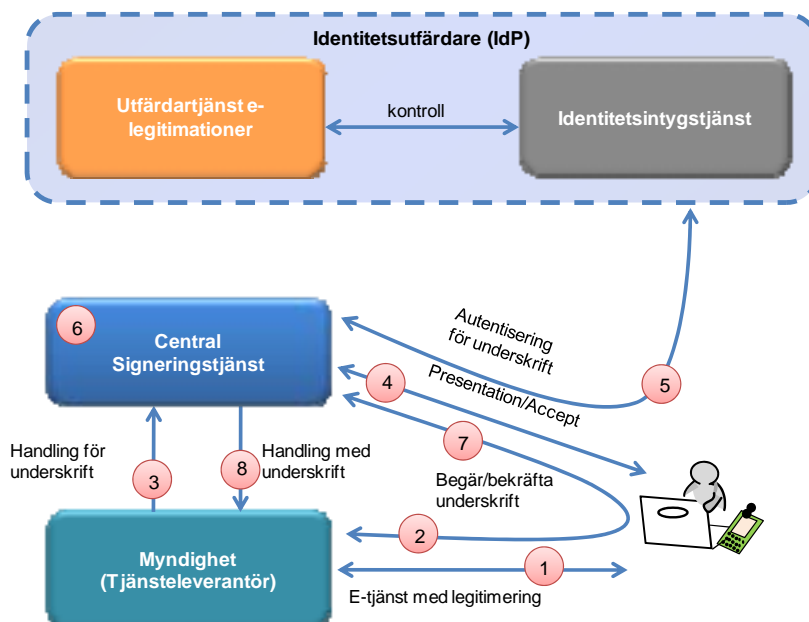 Identitetsutfärdare (IdP)
Utfärdartjänst e-
legitimationer
kontroll
Identitetsintygstjänst
6
Central
Signeringstjänst
Autentisering
för underskrift
5
4
Presentation/Accept
7
Handling för
underskrift
3
8
Handling med
underskrift
Begär/bekräfta
underskrift
2
Myndighet
(Tjänsteleverantör)
1
E-tjänst med legitimering